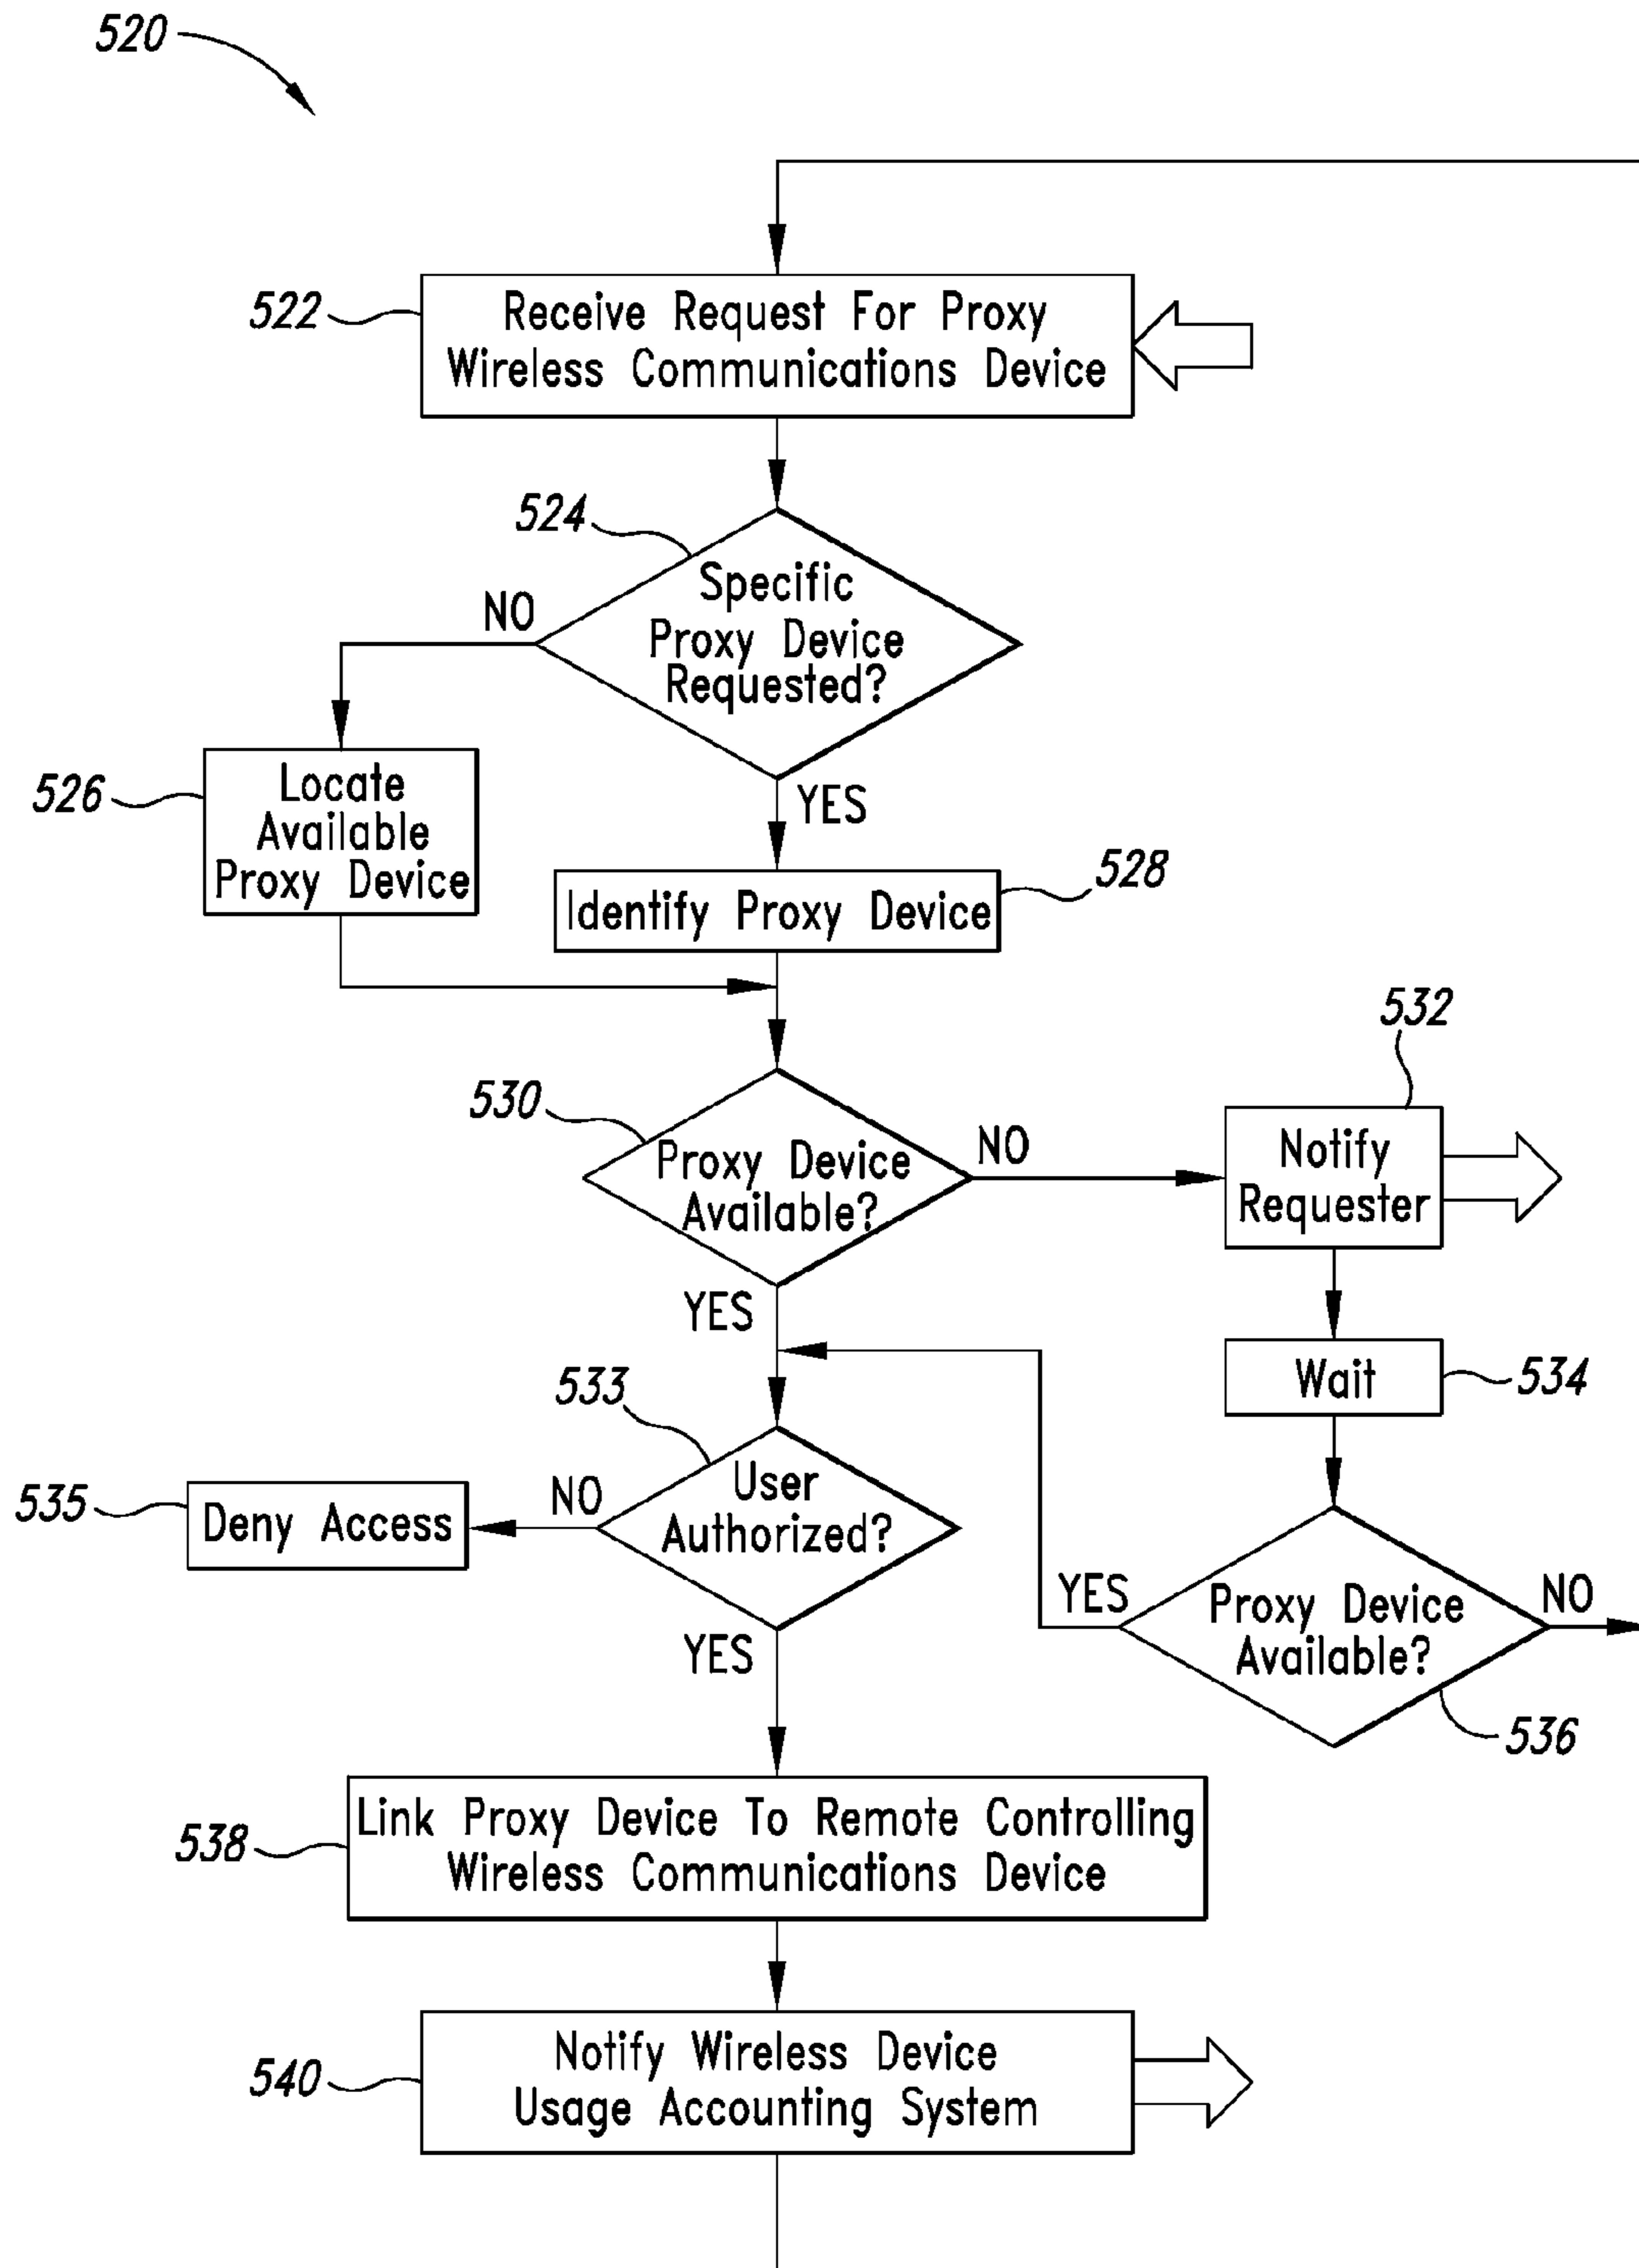 520
522
Receive Request For Proxy
Wireless Communications Device
524
Specific
Proxy Device
Requested?
NO
YES
526
Locate
Available
Proxy Device
528
Identify Proxy Device
530
Proxy Device
Available?
NO
YES
532
Notify
Requester
534
Wait
533
User
Authorized?
NO
YES
535
Deny Access
536
Proxy Device
Available?
YES
NO
538
Link Proxy Device To Remote Controlling
Wireless Communications Device
540
Notify Wireless Device
Usage Accounting System